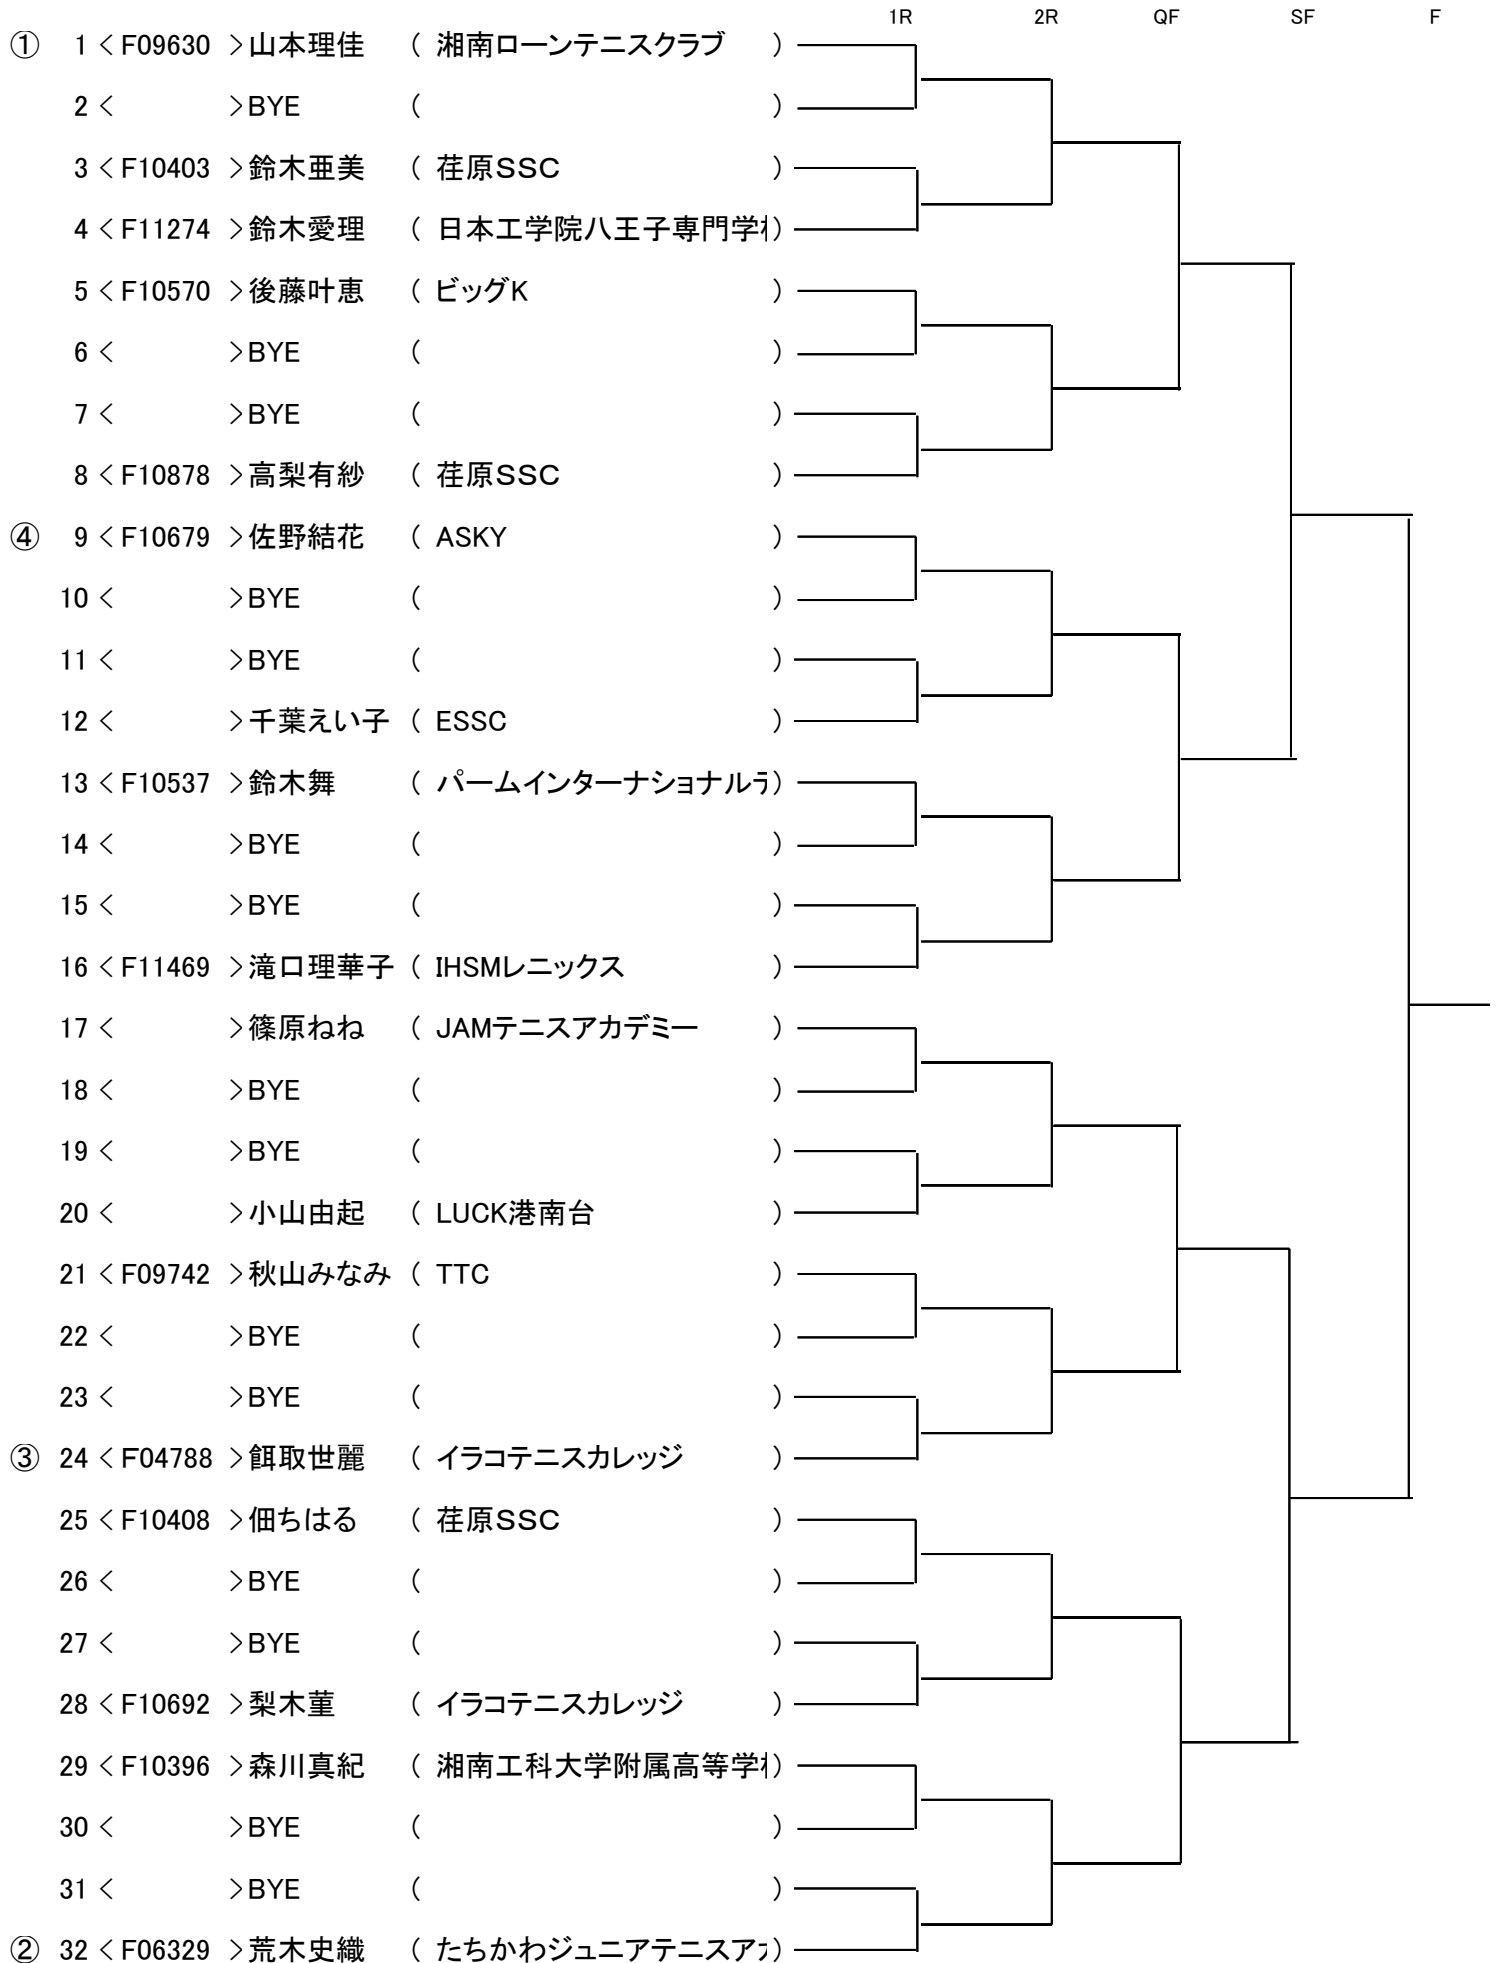 1R 2R QF SF F
① 1 <F09630 >山本理佳 ( 湘南ローンテニスクラブ )
2 < >BYE ( )
3 <F10403 >鈴木亜美 ( 荏原SSC )
4 <F11274 >鈴木愛理 ( 日本工学院八王子専門学 )
5 <F10570 >後藤叶恵 ( ビッグK )
6 < >BYE ( )
7 < >BYE ( )
8 <F10878 >高梨有紗 ( 荏原SSC )
④ 9 <F10679 >佐野結花 ( ASKY )
10 < >BYE ( )
11 < >BYE ( )
12 < >千葉えい子 ( ESSC )
13 <F10537 >鈴木舞 ( パームインターナショナル )
14 < >BYE ( )
15 < >BYE ( )
16 <F11469 >滝口理華子 ( IHSMレニックス )
17 < >篠原ねね ( JAMテニスアカデミー )
18 < >BYE ( )
19 < >BYE ( )
20 < >小山由起 ( LUCK港南台 )
21 <F09742 >秋山みなみ ( TTC )
22 < >BYE ( )
23 < >BYE ( )
③ 24 <F04788 >餌取世麗 ( イラコテニスカレッジ )
25 <F10408 >佃ちはる ( 荏原SSC )
26 < >BYE ( )
27 < >BYE ( )
28 <F10692 >梨木菫 ( イラコテニスカレッジ )
29 <F10396 >森川真紀 ( 湘南工科大学附属高等学 )
30 < >BYE ( )
31 < >BYE ( )
② 32 <F06329 >荒木史織 ( たちかわジュニアテニスア )